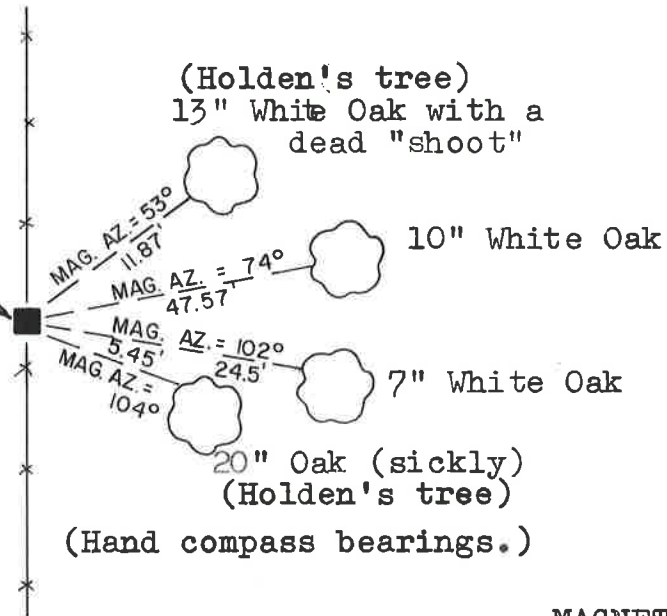 (Holden's tree)
13" White Oak with a
dead "shoot"
MAG. AZ. = 53°
11.87'
10" White Oak
MAG. AZ. = 74°
47.57'
MAG. AZ. = 102°
24.5'
7" White Oak
5.45'
MAG. AZ. =
104°
20" Oak (sickly)
(Holden's tree)
(Hand compass bearings.)
MAGNET